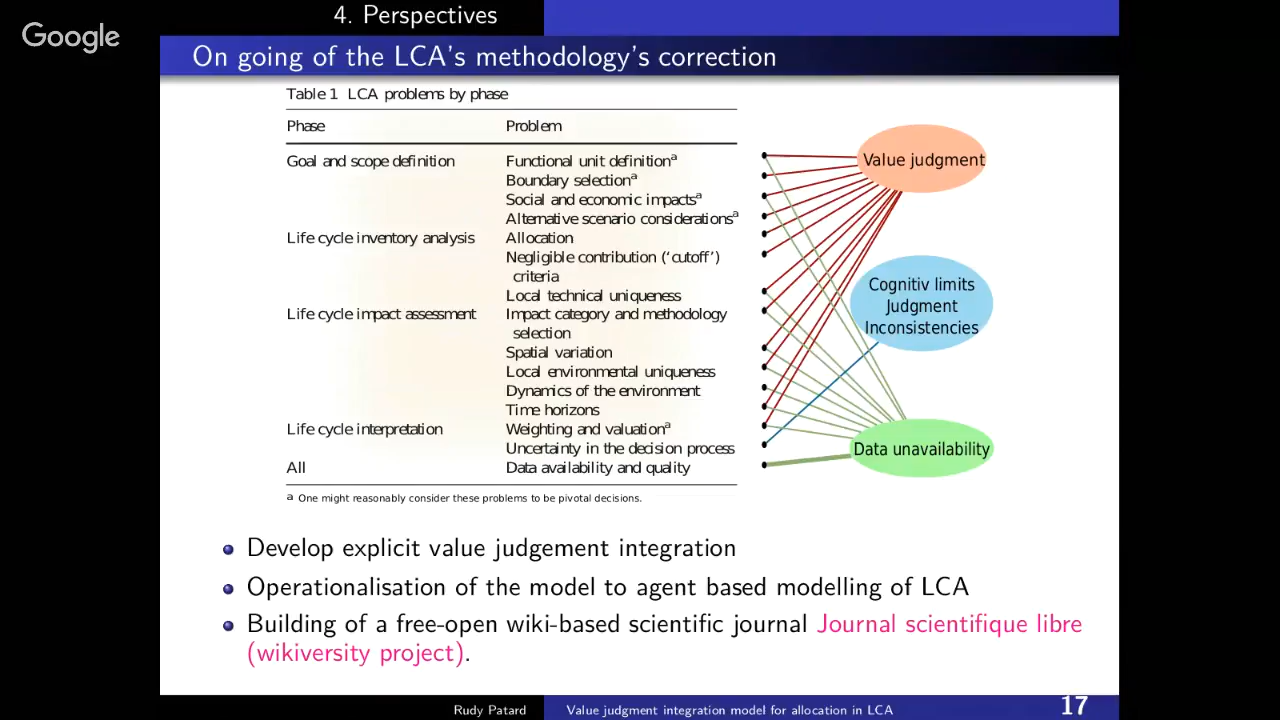 Google
4. Perspectives
On going of the LCA's methodology's correction
Table 1 LCA problems by phase
Phase Problem
Goal and scope definition Functional unit definitionᵃ
Boundary selectionᵃ
Social and economic impactsᵃ
Alternative scenario considerationsᵃ
Life cycle inventory analysis Allocation
Negligible contribution (‘cutoff’)
criteria
Local technical uniqueness
Life cycle impact assessment Impact category and methodology
selection
Spatial variation
Local environmental uniqueness
Dynamics of the environment
Time horizons
Life cycle interpretation Weighting and valuationᵃ
Uncertainty in the decision process
All Data availability and quality
ᵃ One might reasonably consider these problems to be pivotal decisions.
Value judgment
Cognitiv limits
Judgment
Inconsistencies
Data unavailability
Develop explicit value judgement integration
Operationalisation of the model to agent based modelling of LCA
Building of a free-open wiki-based scientific journal Journal scientifique libre
(wikiversity project).
Rudy Patard Value judgment integration model for allocation in LCA 17